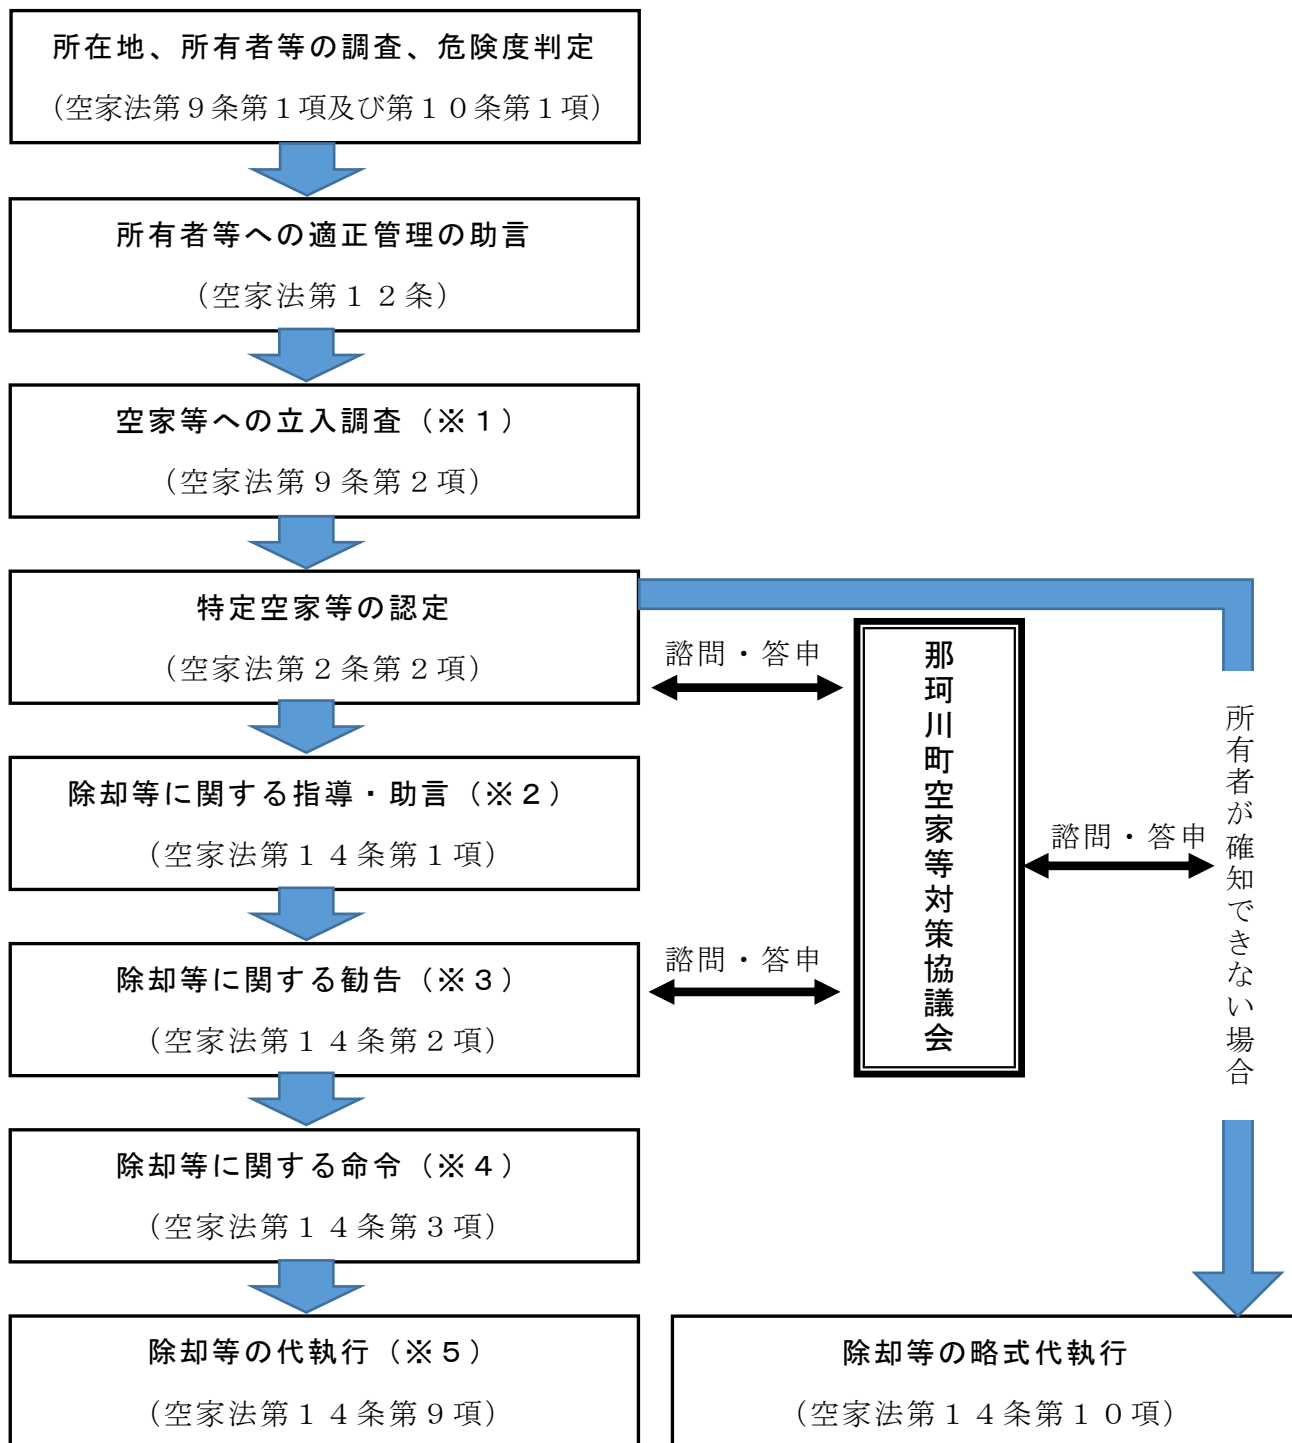 所在地、所有者等の調査、危険度判定
（空家法第９条第１項及び第１０条第１項）
所有者等への適正管理の助言
（空家法第１２条）
空家等への立入調査（※１）
（空家法第９条第２項）
特定空家等の認定
（空家法第２条第２項）
諮問・答申
那珂川町空家等対策協議会
諮問・答申
所有者が確知できない場合
除却等に関する指導・助言（※２）
（空家法第１４条第１項）
除却等に関する勧告（※３）
（空家法第１４条第２項）
諮問・答申
除却等に関する命令（※４）
（空家法第１４条第３項）
除却等の代執行（※５）
（空家法第１４条第９項）
除却等の略式代執行
（空家法第１４条第１０項）